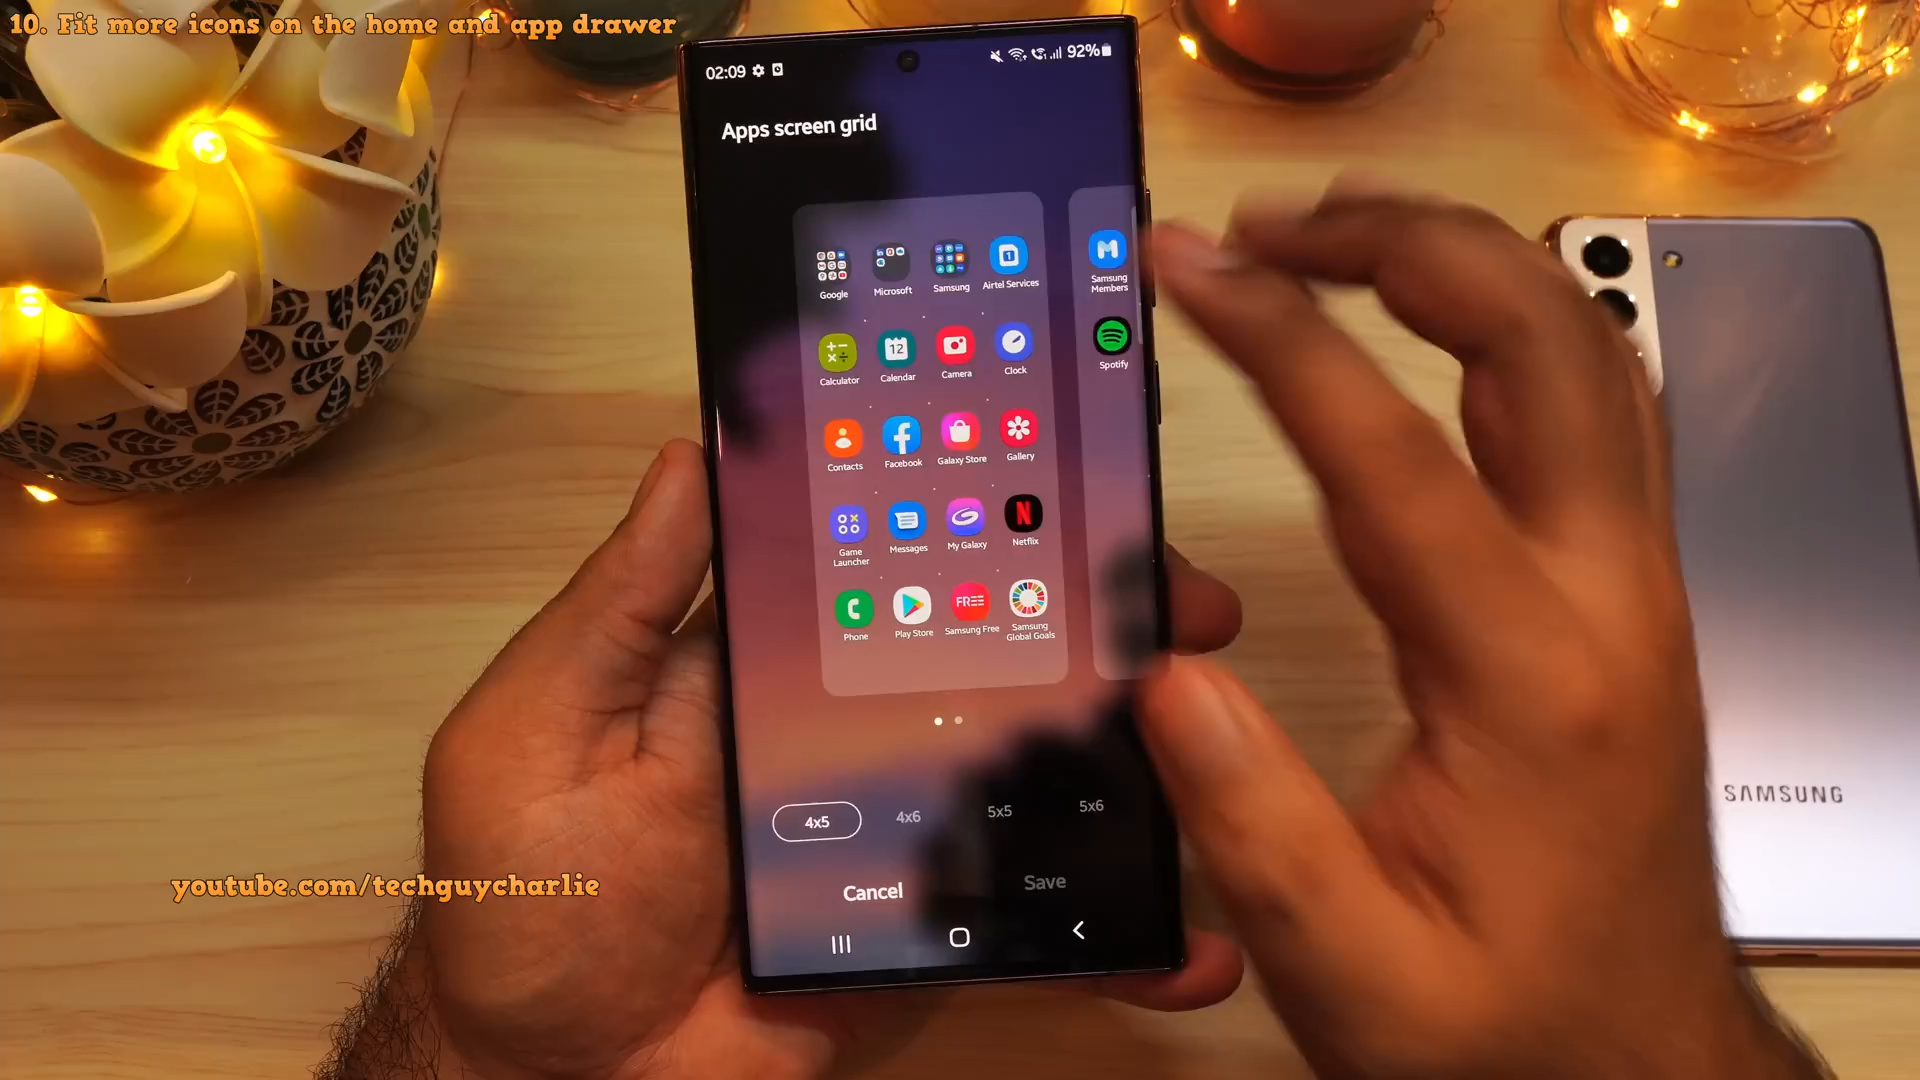 10. Fit more icons on the home and app drawer
02:09
92%
Apps screen grid
Google
Microsoft
Samsung
Airtel Services
Samsung
Members
Calculator
12
Calendar
Camera
Clock
Spotify
Contacts
Facebook
Galaxy Store
Gallery
Game
Launcher
Messages
My Galaxy
Netflix
FREE
Phone
Play Store
Samsung Free
Samsung
Global Goals
4x5
4x6
5x5
5x6
Cancel
Save
SAMSUNG
youtube.com/techguycharlie